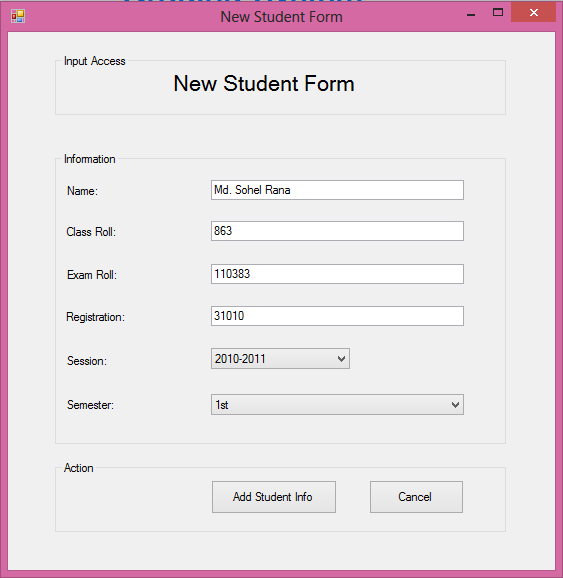 New Student Form
Input Access
New Student Form
Information
Name: Md. Sohel Rana
Class Roll: 863
Exam Roll: 110383
Registration: 31010
Session: 2010-2011
Semester: 1st
Action
Add Student Info Cancel